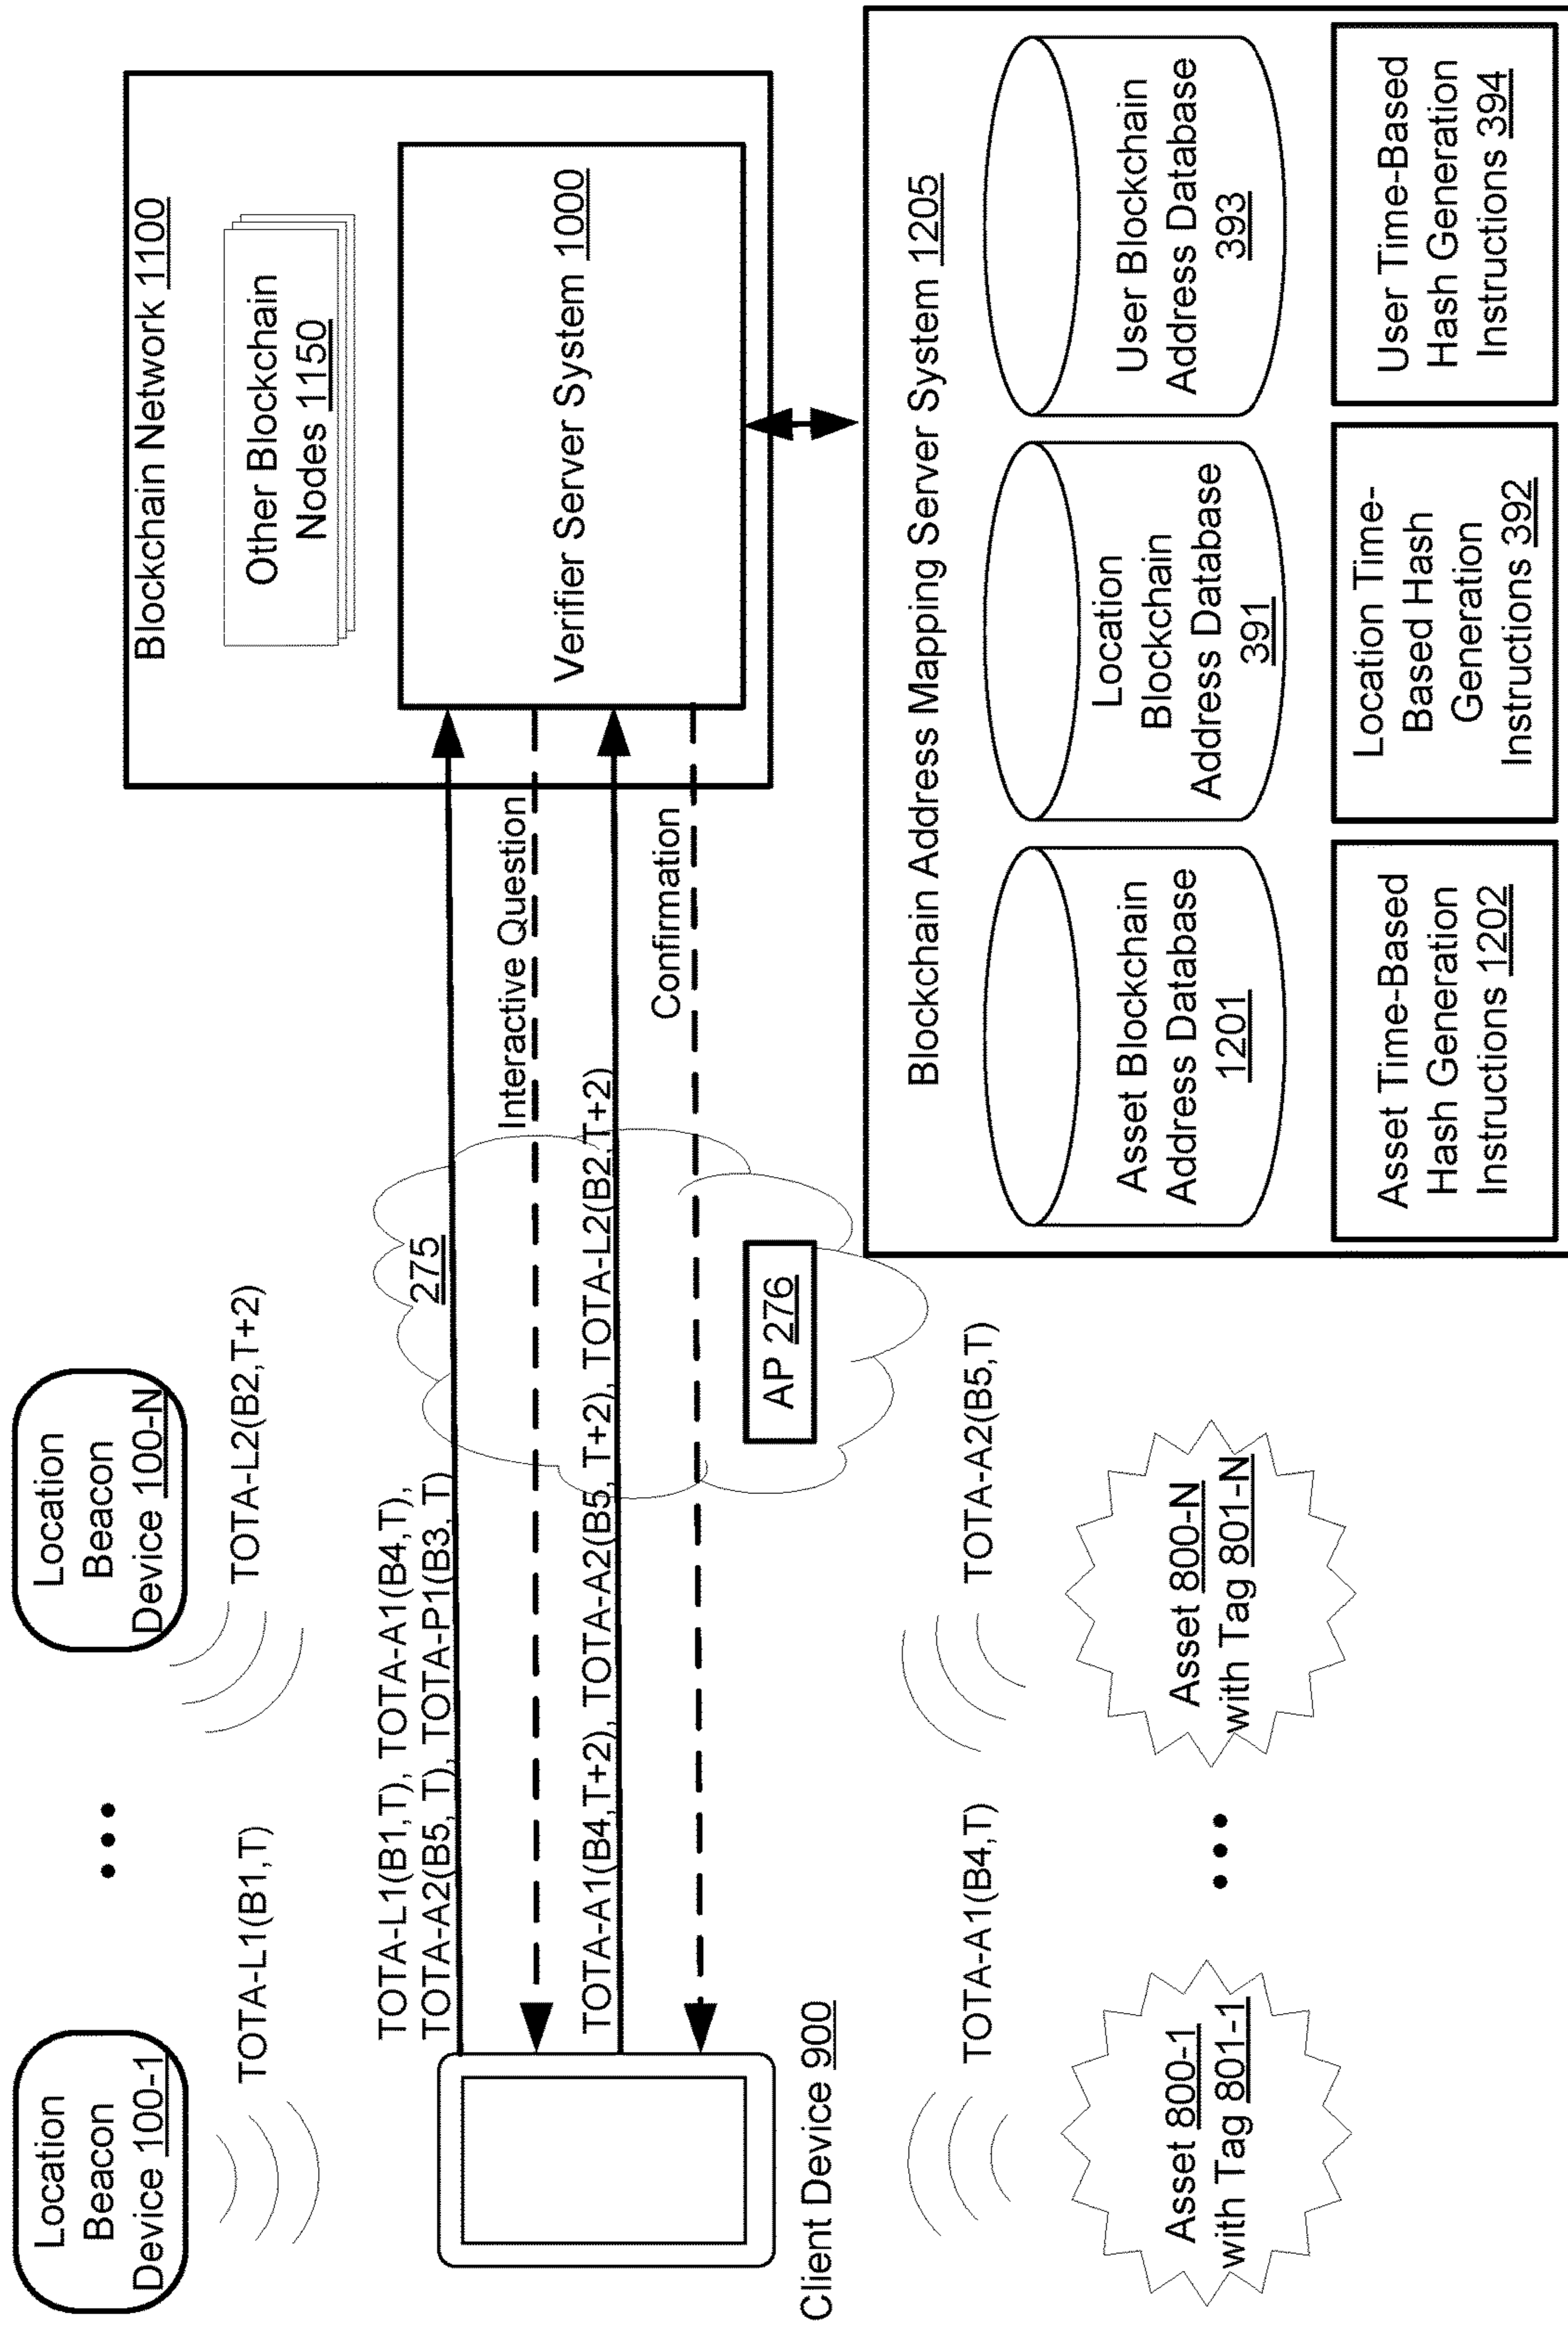 Location
Beacon
Device 100-1
Location
Beacon
Device 100-N
TOTA-L1(B1,T)
TOTA-L2(B2,T+2)
Blockchain Network 1100
Other Blockchain
Nodes 1150
Verifier Server System 1000
TOTA-L1(B1,T), TOTA-A1(B4,T),
TOTA-A2(B5, T), TOTA-P1(B3, T)
275
Interactive Question
TOTA-A1(B4,T+2), TOTA-A2(B5, T+2), TOTA-L2(B2,T+2)
Confirmation
AP 276
Client Device 900
TOTA-A1(B4,T)
TOTA-A2(B5,T)
Asset 800-1
with Tag 801-1
Asset 800-N
with Tag 801-N
Blockchain Address Mapping Server System 1205
Asset Blockchain
Address Database
1201
Location
Blockchain
Address Database
391
User Blockchain
Address Database
393
Asset Time-Based
Hash Generation
Instructions 1202
Location Time-
Based Hash
Generation
Instructions 392
User Time-Based
Hash Generation
Instructions 394